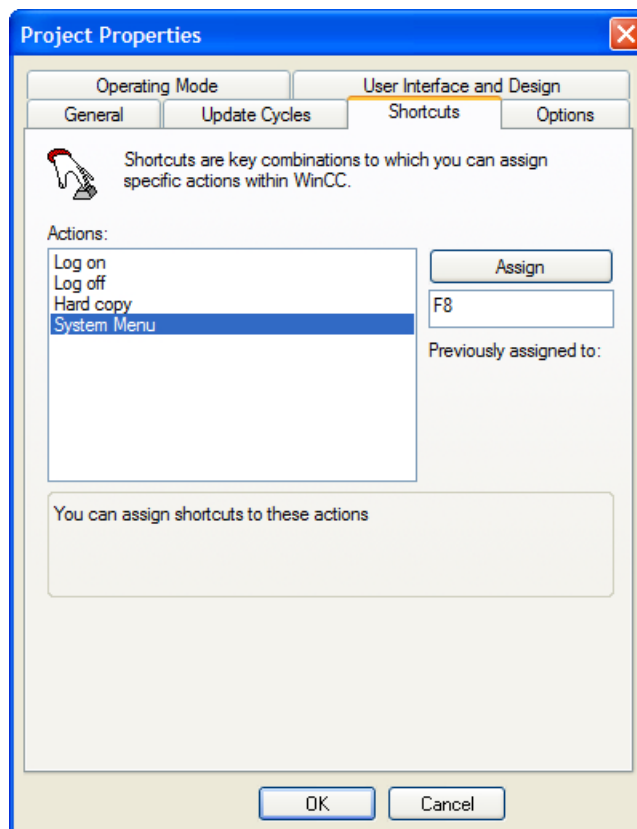 Project Properties
Operating Mode
User Interface and Design
General
Update Cycles
Shortcuts
Options
Shortcuts are key combinations to which you can assign
specific actions within WinCC.
Actions:
Log on
Log off
Hard copy
System Menu
Assign
F8
Previously assigned to:
You can assign shortcuts to these actions
OK
Cancel